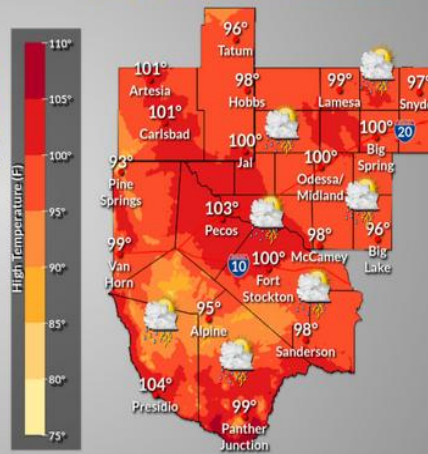 110°
105°
100°
95°
90°
85°
80°
75°
High Temperature (F)
96°
Tatum
101°
Artesia
98°
Hobbs
99°
Lamesa
97°
Snyd
101°
Carlsbad
100°
Jal
100°
Big
Spring
20
93°
Pine
Springs
100°
Odessa/
Midland
103°
Pecos
98°
McCamey
96°
Big
Lake
99°
Van
Horn
10
100°
Fort
Stockton
95°
Alpine
98°
Sanderson
104°
Presidio
99°
Panther
Junction